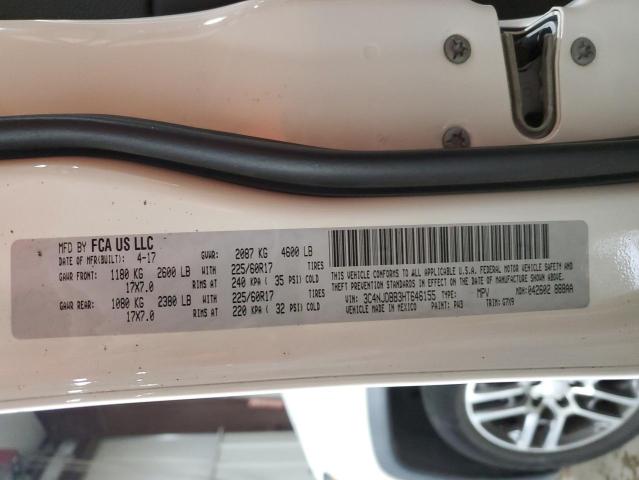 MFD BY FCA US LLC
DATE OF MFR(BUILT): 4-17 GVWR: 2087 KG 4600 LB
GAWR FRONT: 1180 KG 2600 LB WITH 225/60R17 TIRES
17X7.0 RIMS AT 240 KPA ( 35 PSI) COLD
GAWR REAR: 1080 KG 2380 LB WITH 225/60R17 TIRES
17X7.0 RIMS AT 220 KPA ( 32 PSI) COLD
THIS VEHICLE CONFORMS TO ALL APPLICABLE U.S.A. FEDERAL MOTOR VEHICLE SAFETY AND
THEFT PREVENTION STANDARDS IN EFFECT ON THE DATE OF MANUFACTURE SHOWN ABOVE.
VIN: 3C4NJDBB3HT646155 TYPE: MPV MDH: 042602 888AA
VEHICLE MADE IN MEXICO PAINT: PW3 TRIM: G7X9